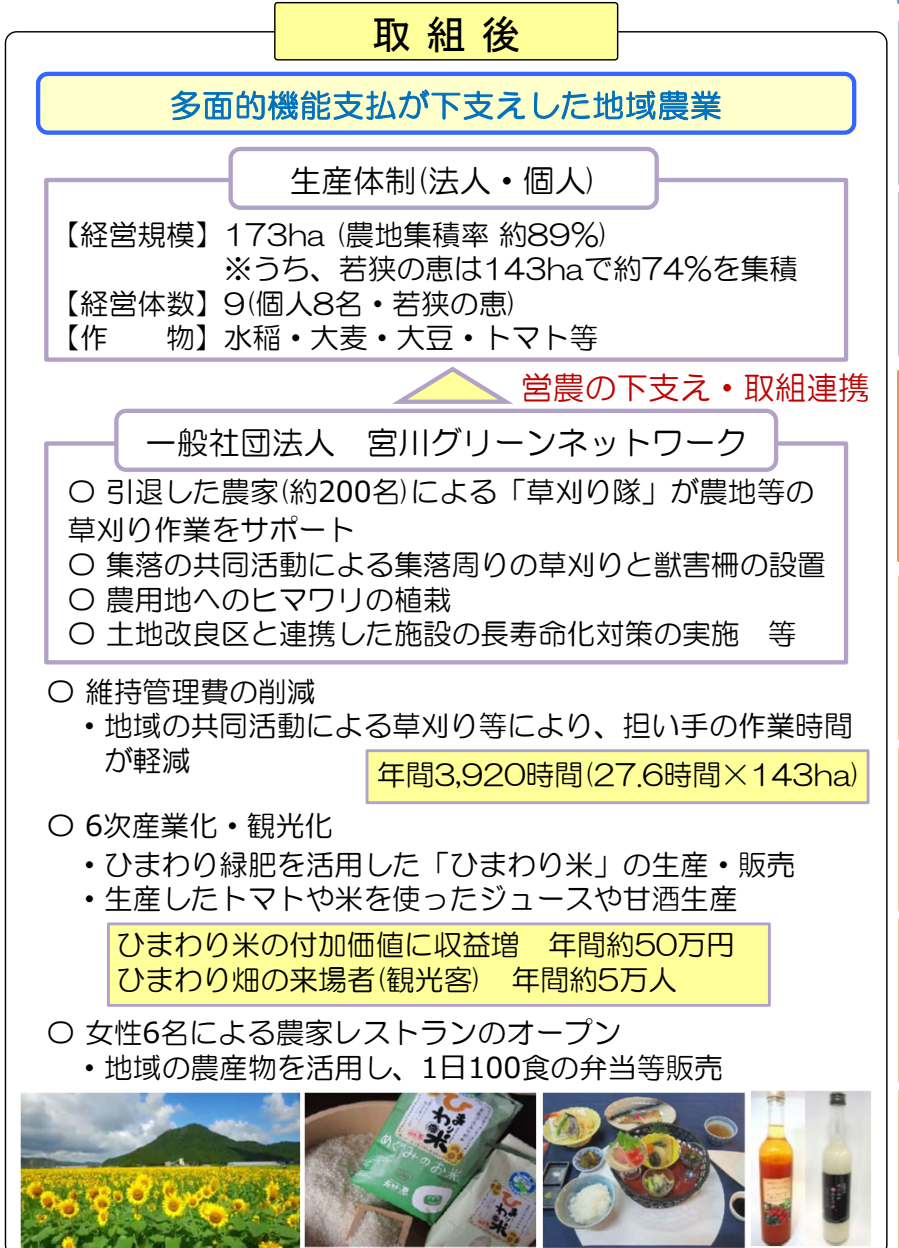 取組後
多面的機能支払が下支えした地域農業
生産体制(法人・個人)
【経営規模】173ha (農地集積率 約89%)
※うち、若狭の恵は143haで約74%を集積
【経営体数】9(個人8名・若狭の恵)
【作　　物】水稲・大麦・大豆・トマト等
営農の下支え・取組連携
一般社団法人　宮川グリーンネットワーク
〇 引退した農家(約200名)による「草刈り隊」が農地等の
草刈り作業をサポート
〇 集落の共同活動による集落周りの草刈りと獣害柵の設置
〇 農用地へのヒマワリの植栽
〇 土地改良区と連携した施設の長寿命化対策の実施　等
〇 維持管理費の削減
・地域の共同活動による草刈り等により、担い手の作業時間
が軽減
年間3,920時間(27.6時間×143ha)
〇 6次産業化・観光化
・ひまわり緑肥を活用した「ひまわり米」の生産・販売
・生産したトマトや米を使ったジュースや甘酒生産
ひまわり米の付加価値に収益増　年間約50万円
ひまわり畑の来場者(観光客)　年間約5万人
〇 女性6名による農家レストランのオープン
・地域の農産物を活用し、1日100食の弁当等販売
ひまわり米
めぐみのお米
ひまわり米